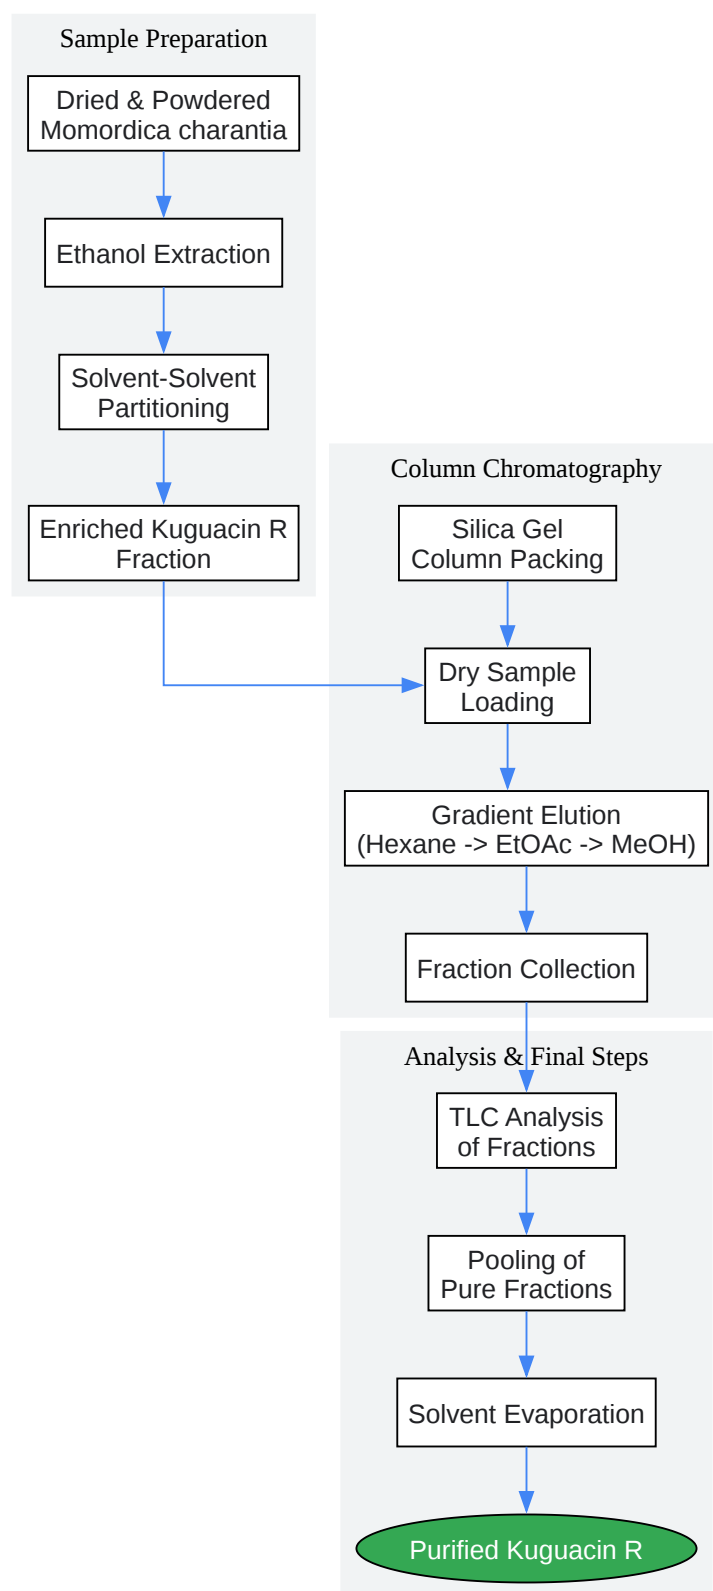 Sample Preparation
Dried & Powdered
Momordica charantia
Ethanol Extraction
Solvent-Solvent
Partitioning
Enriched Kuguacin R
Fraction
Column Chromatography
Silica Gel
Column Packing
Dry Sample
Loading
Gradient Elution
(Hexane -> EtOAc -> MeOH)
Fraction Collection
Analysis & Final Steps
TLC Analysis
of Fractions
Pooling of
Pure Fractions
Solvent Evaporation
Purified Kuguacin R